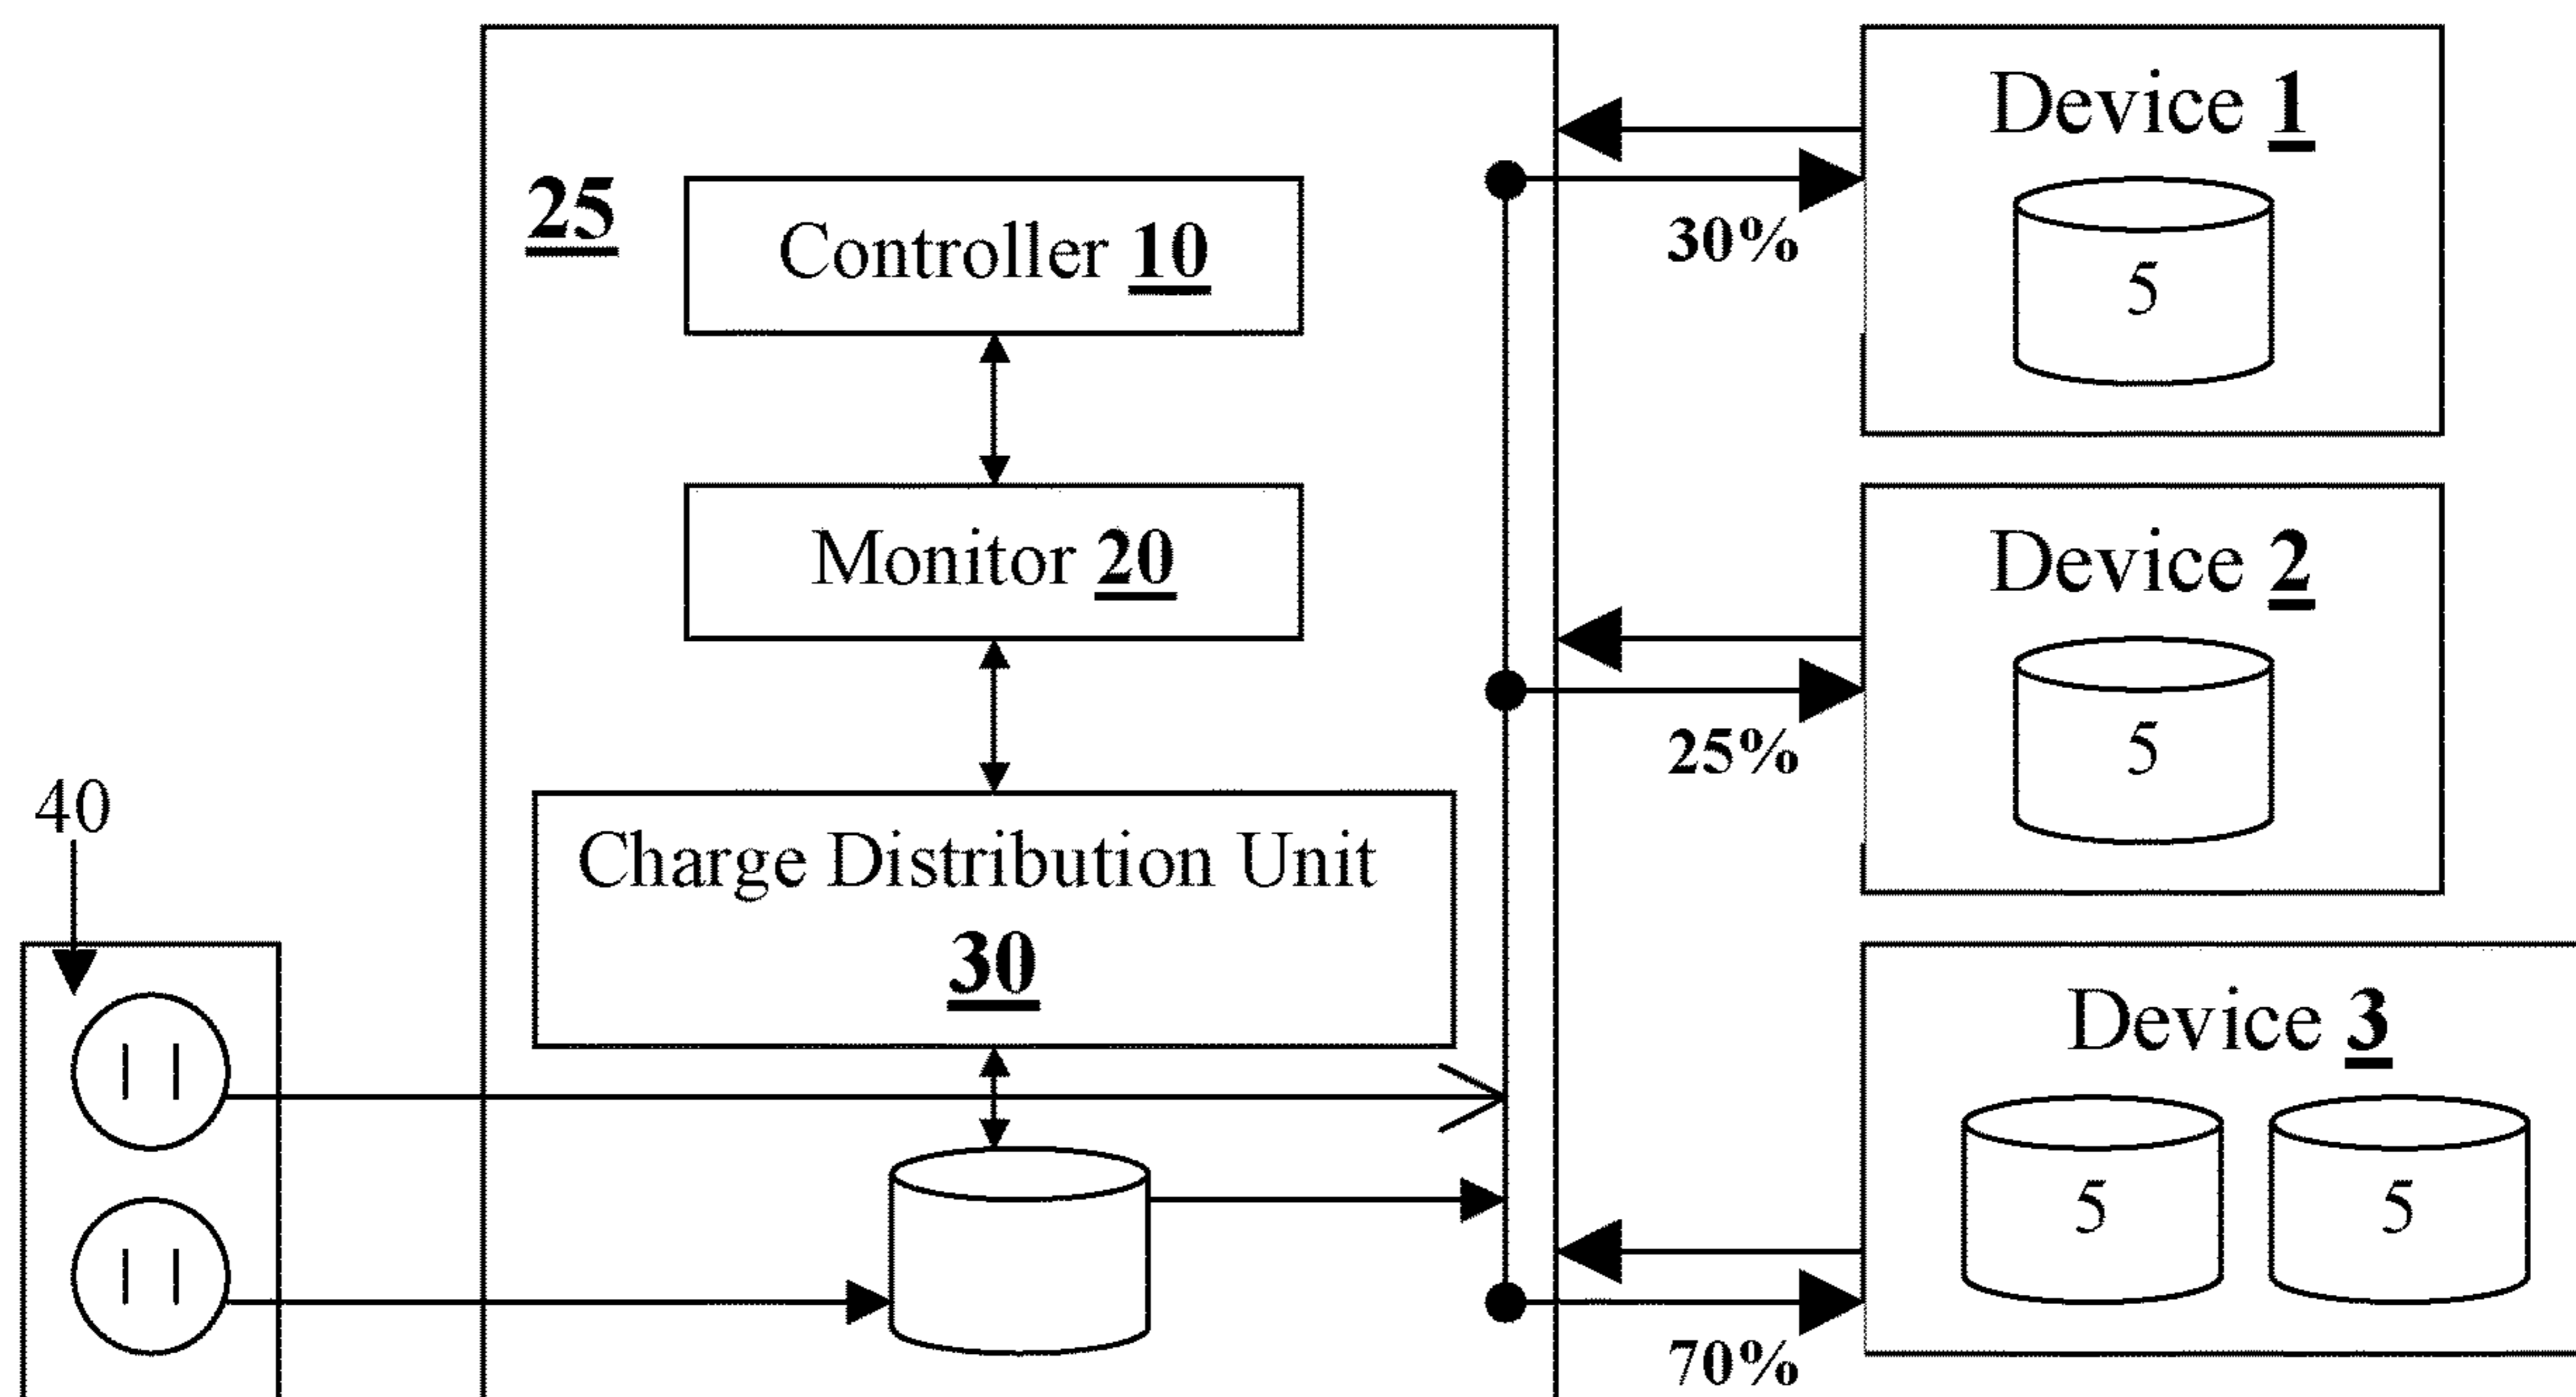 Device 1
25
Controller 10
30%
5
Monitor 20
Device 2
25%
5
40
Charge Distribution Unit
30
Device 3
5 5
70%